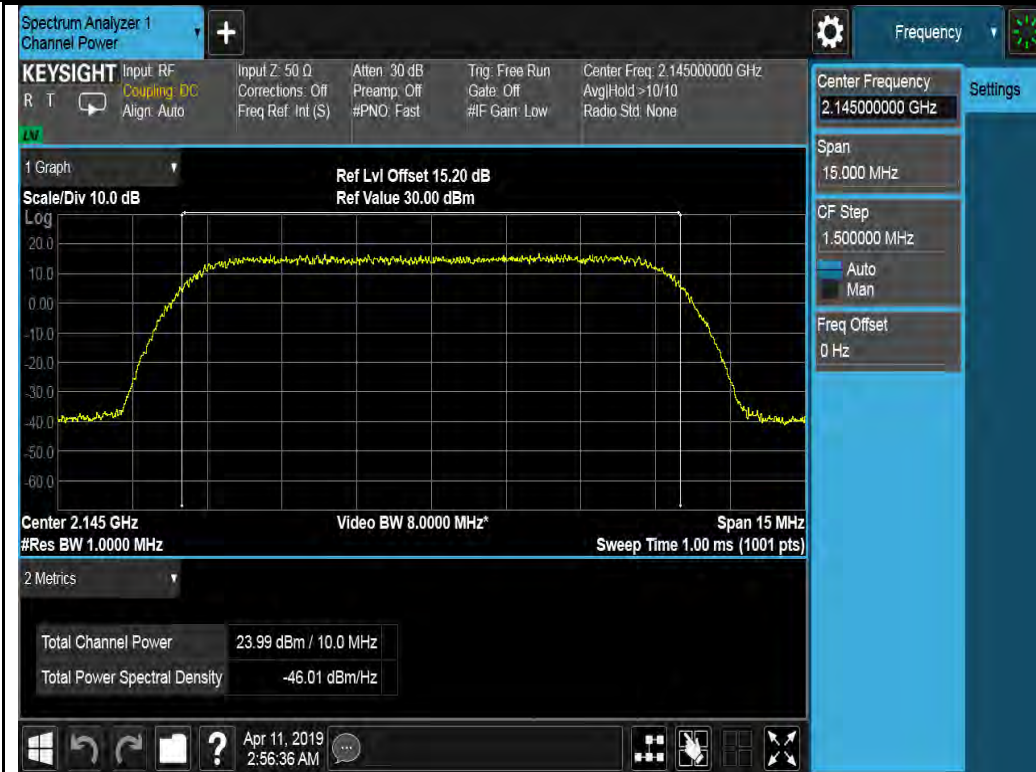 Spectrum Analyzer 1
Channel Power
+
Frequency
KEYSIGHT
R T
LNI
Input: RF
Coupling: DC
Align: Auto
Input Z: 50 Ω
Corrections: Off
Freq Ref: Int (S)
Atten: 30 dB
Preamp: Off
#PNO: Fast
Trig: Free Run
Gate: Off
#IF Gain: Low
Center Freq: 2.145000000 GHz
Avg|Hold:>10/10
Radio Std: None
Center Frequency
2.145000000 GHz
Settings
Span
15.000 MHz
CF Step
1.500000 MHz
Auto
Man
Freq Offset
0 Hz
1 Graph
Scale/Div 10.0 dB
Ref Lvl Offset 15.20 dB
Ref Value 30.00 dBm
Log
20.0
10.0
0.00
-10.0
-20.0
-30.0
-40.0
-50.0
-60.0
Center 2.145 GHz
#Res BW 1.0000 MHz
Video BW 8.0000 MHz*
Span 15 MHz
Sweep Time 1.00 ms (1001 pts)
2 Metrics
Total Channel Power 23.99 dBm / 10.0 MHz
Total Power Spectral Density -46.01 dBm/Hz
?
Apr 11, 2019
2:56:36 AM